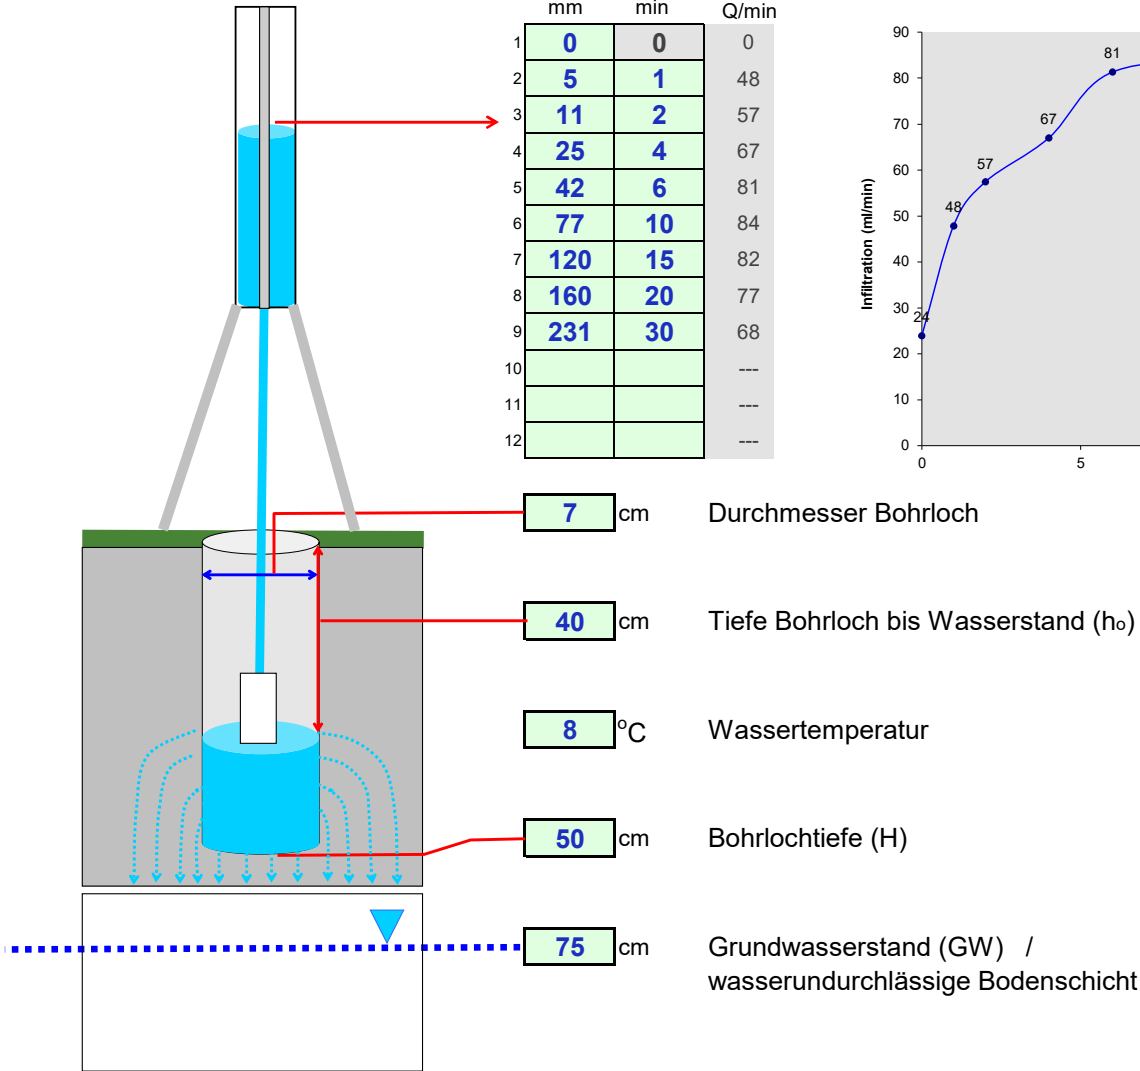 mm min Q/min
1 0 0 0
2 5 1 48
3 11 2 57
4 25 4 67
5 42 6 81
6 77 10 84
7 120 15 82
8 160 20 77
9 231 30 68
10 ---
11 ---
12 ---
90
80
70
60
50
40
30
20
10
0
Infiltration (ml/min)
24
48
57
67
81
0 5
7 cm Durchmesser Bohrloch
40 cm Tiefe Bohrloch bis Wasserstand (ho)
8 °C Wassertemperatur
50 cm Bohrlochtiefe (H)
75 cm Grundwasserstand (GW) /
wasserundurchlässige Bodenschicht